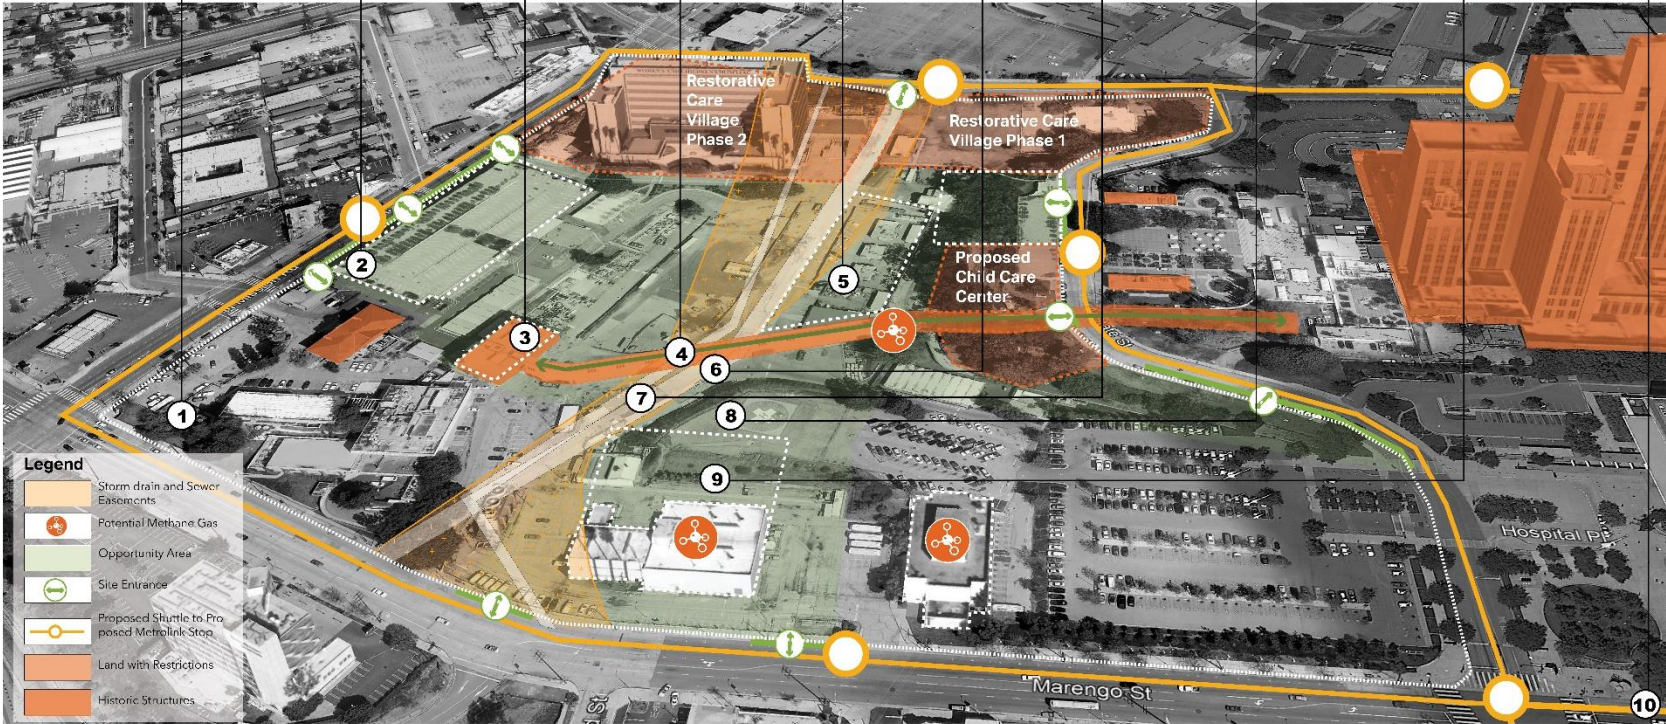 Restorative
Care
Village
Phase 2
Restorative Care
Village Phase 1
Proposed
Child Care
Center
1
2
3
4
5
6
7
8
9
10
Legend
Storm drain and Sewer
Easements
Potential Methane Gas
Opportunity Area
Site Entrance
Proposed Shuttle to Pro
posed Metrolink Stop
Land with Restrictions
Historic Structures
Hospital Pl
Marengo St